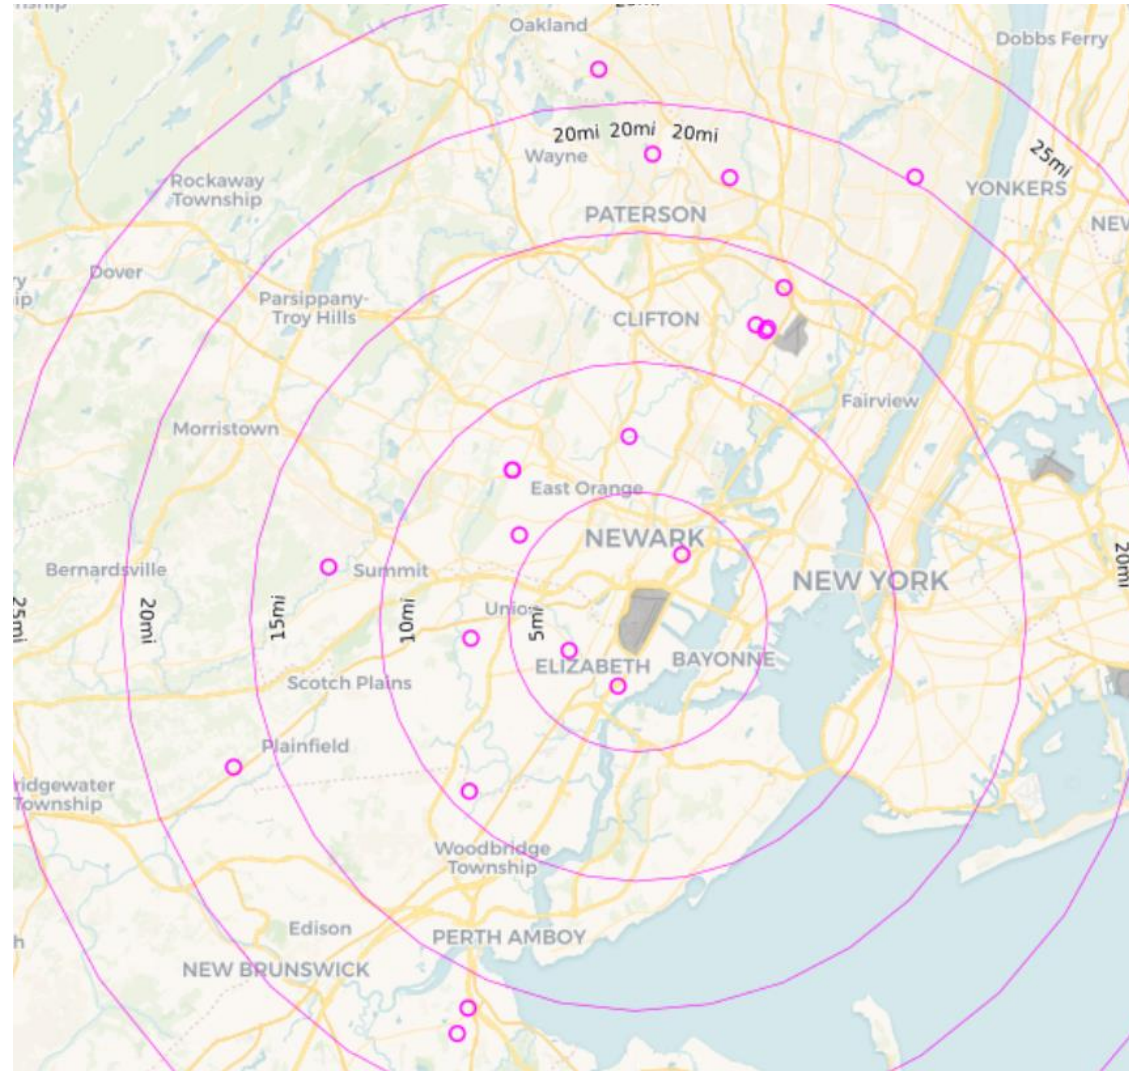 Oakland
Dobbs Ferry
20mi
20mi
20mi
25mi
Wayne
Rockaway
Township
YONKERS
PATERSON
Dover
Parsippany-
Troy Hills
CLIFTON
Fairview
Morristown
East Orange
NEWARK
Bernardsville
Summit
NEW YORK
20mi
25mi
20mi
15mi
10mi
5mi
ELIZABETH
BAYONNE
Scotch Plains
Plainfield
ridgewater
Township
Woodbridge
Township
Edison
PERTH AMBOY
NEW BRUNSWICK